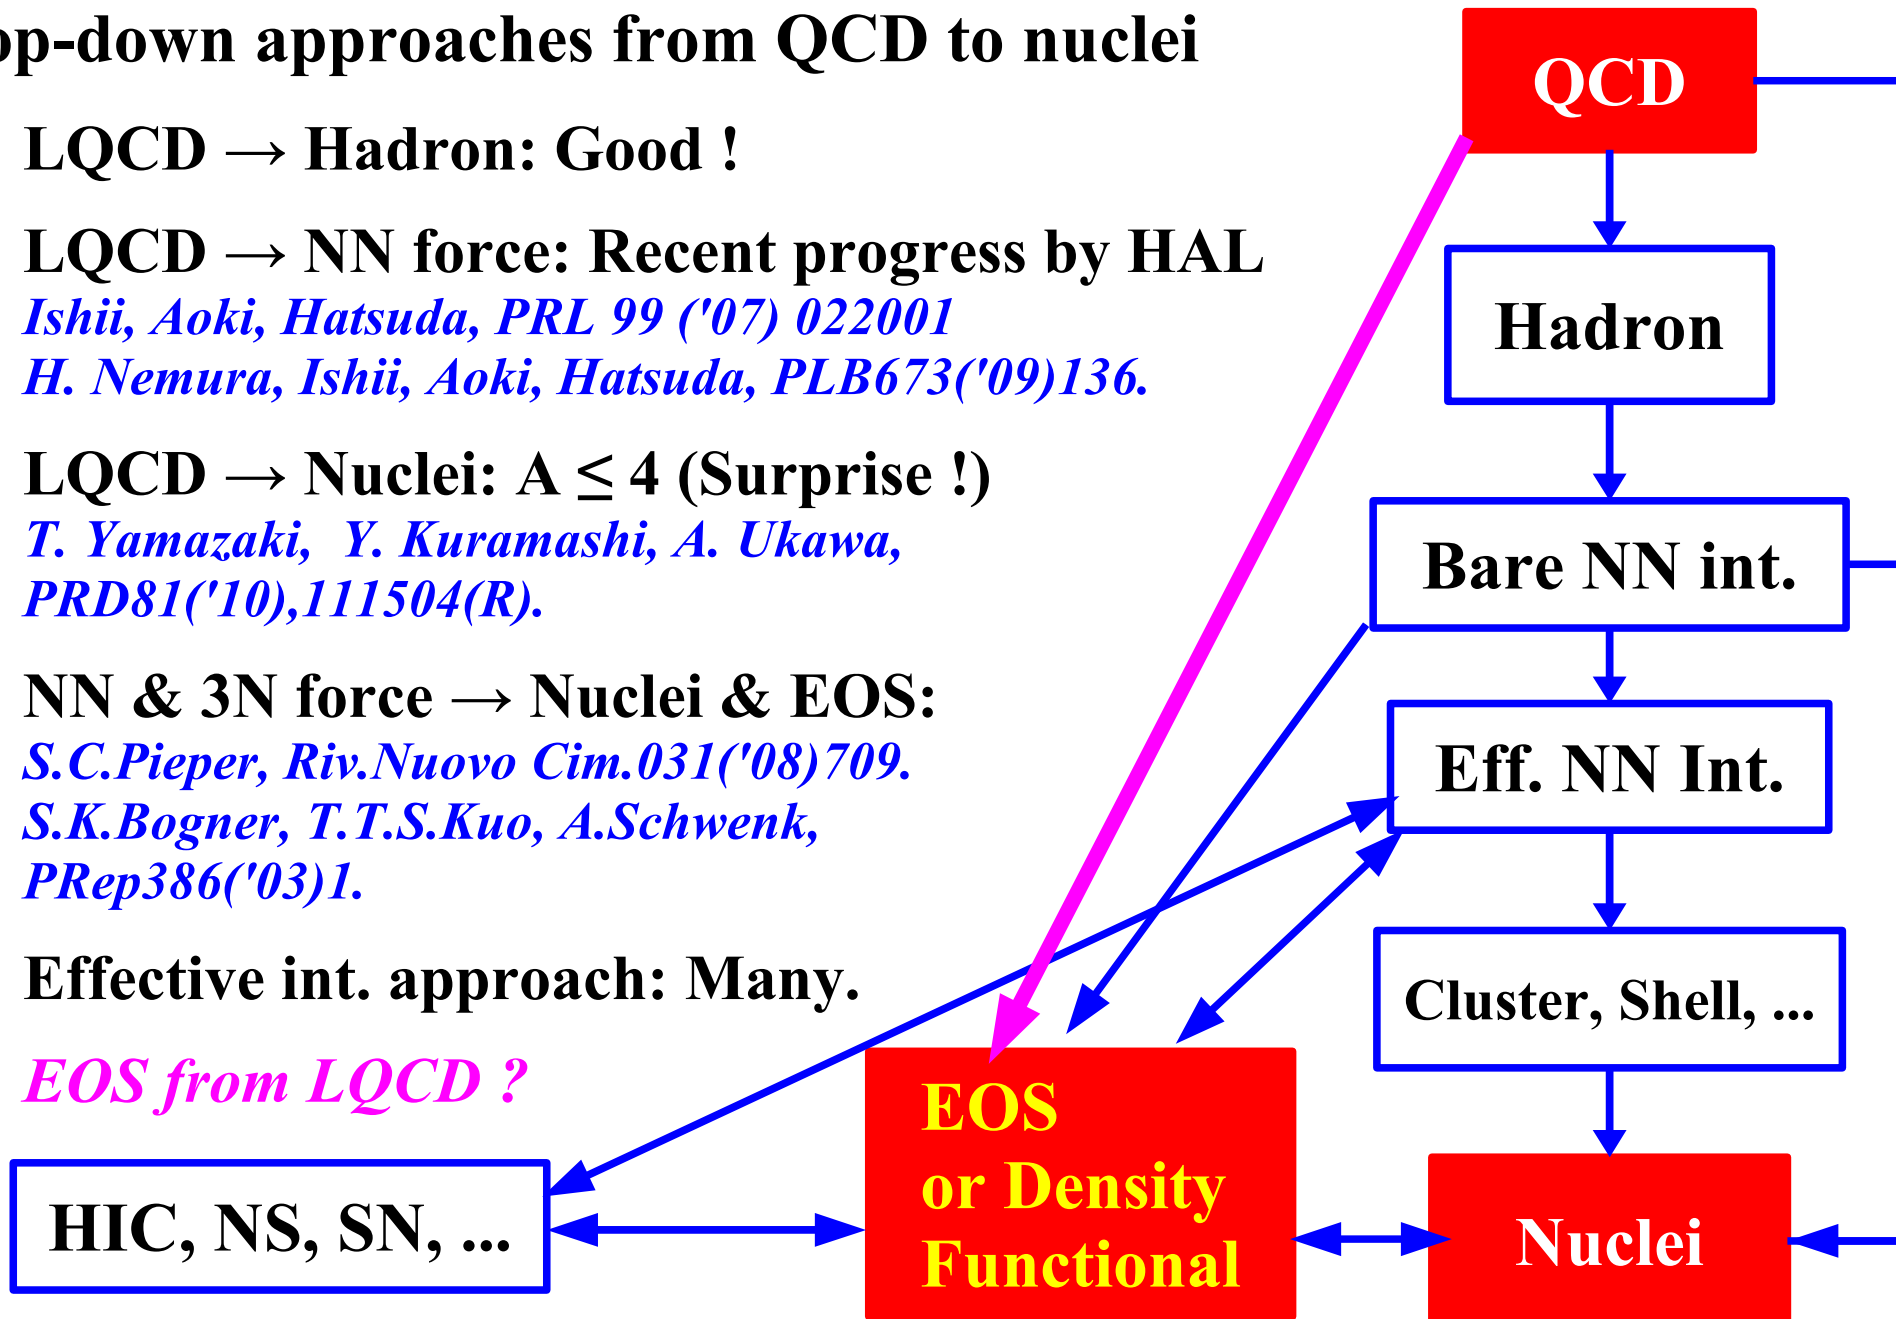 op-down approaches from QCD to nuclei
LQCD → Hadron: Good !
LQCD → NN force: Recent progress by HAL
Ishii, Aoki, Hatsuda, PRL 99 ('07) 022001
H. Nemura, Ishii, Aoki, Hatsuda, PLB673('09)136.
LQCD → Nuclei: A ≤ 4 (Surprise !)
T. Yamazaki, Y. Kuramashi, A. Ukawa,
PRD81('10),111504(R).
NN & 3N force → Nuclei & EOS:
S.C.Pieper, Riv.Nuovo Cim.031('08)709.
S.K.Bogner, T.T.S.Kuo, A.Schwenk,
PRep386('03)1.
Effective int. approach: Many.
EOS from LQCD ?
HIC, NS, SN, ...
EOS
or Density
Functional
QCD
Hadron
Bare NN int.
Eff. NN Int.
Cluster, Shell, ...
Nuclei